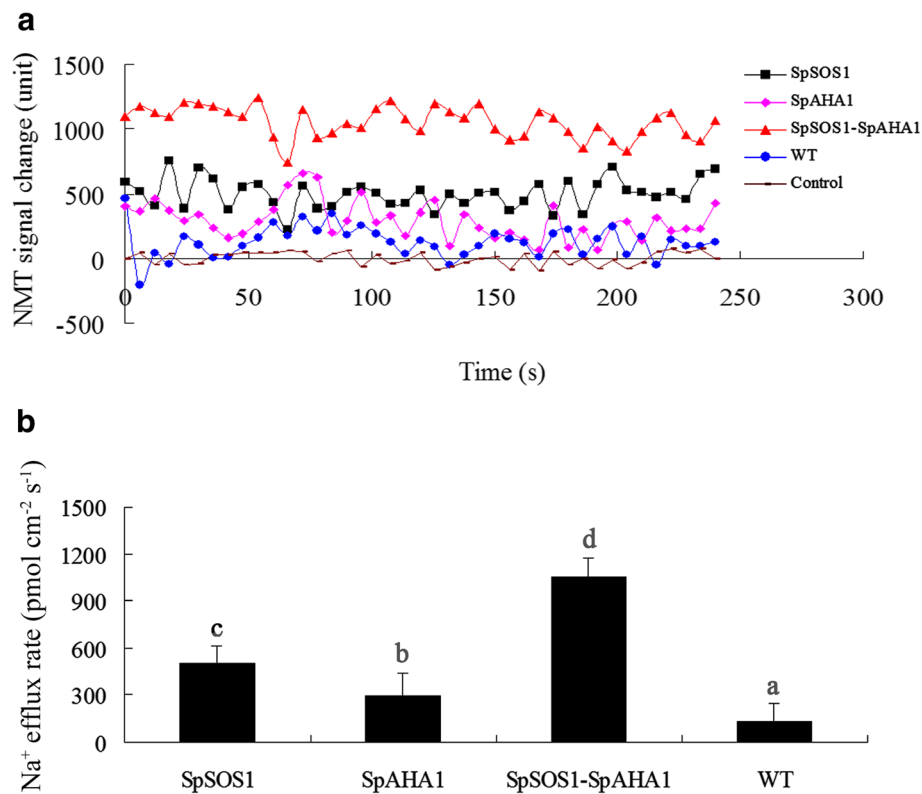 a
NMT signal change (unit)
1500
1000
500
0
-500
0
50
100
150
200
250
300
Time (s)
SpSOS1
SpAHA1
SpSOS1-SpAHA1
WT
Control
b
Na⁺ efflux rate (pmol cm⁻² s⁻¹)
1500
1200
900
600
300
0
c
b
d
a
SpSOS1
SpAHA1
SpSOS1-SpAHA1
WT